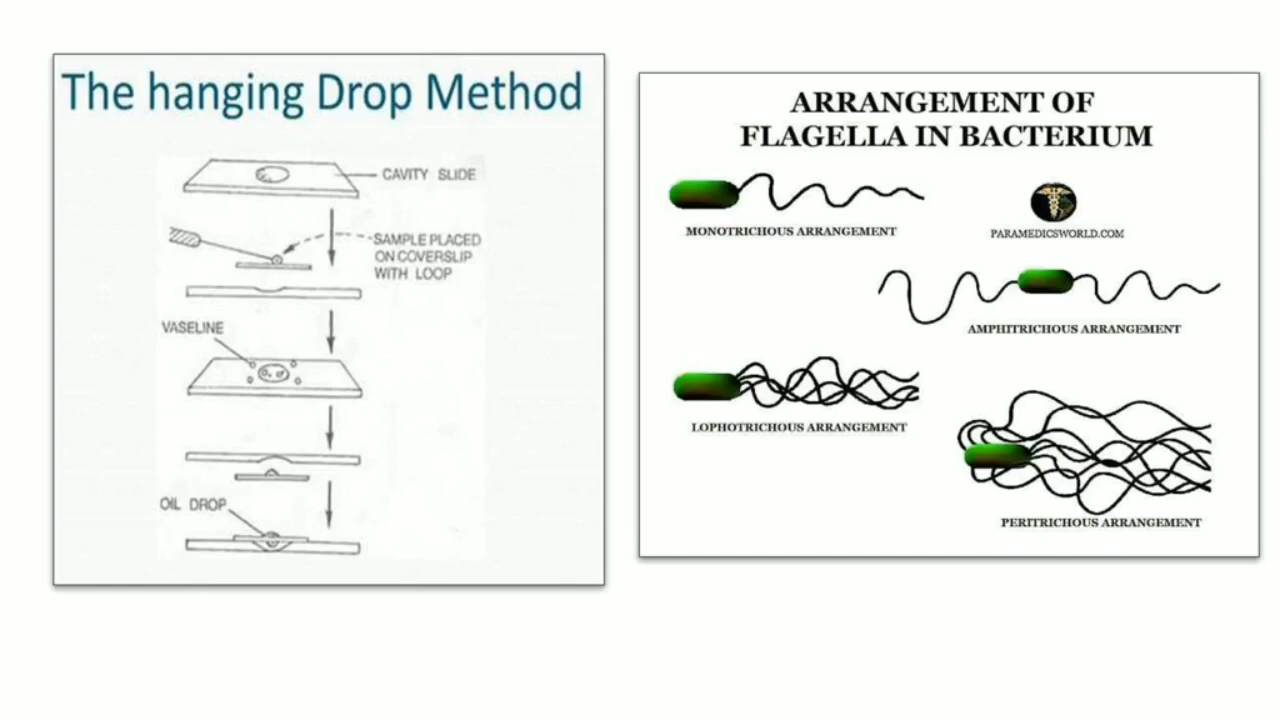 The hanging Drop Method
CAVITY SLIDE
SAMPLE PLACED
ON COVERSLIP
WITH LOOP
VASELINE
OIL DROP
ARRANGEMENT OF
FLAGELLA IN BACTERIUM
MONOTRICHOUS ARRANGEMENT
PARAMEDICSWORLD.COM
AMPHITRICHOUS ARRANGEMENT
LOPHOTRICHOUS ARRANGEMENT
PERITRICHOUS ARRANGEMENT